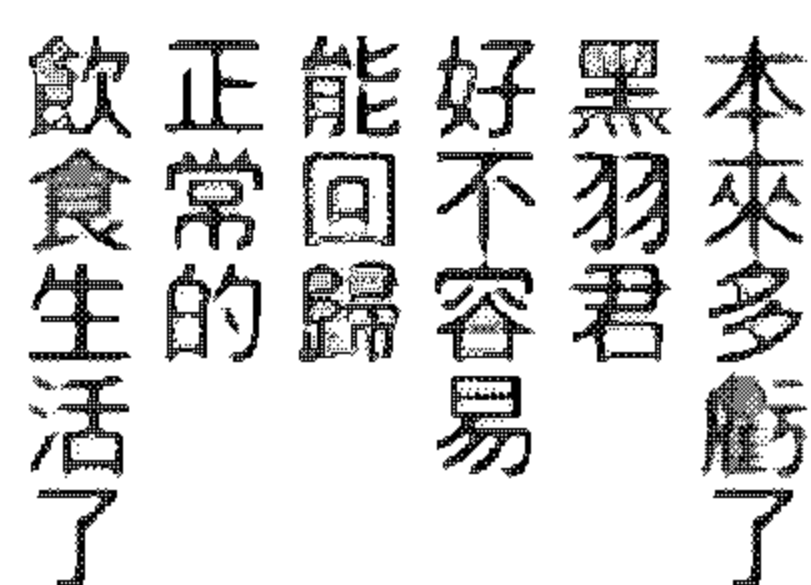 本來多虧了
黑羽君
好不容易
能回歸
正常的
飲食生活了